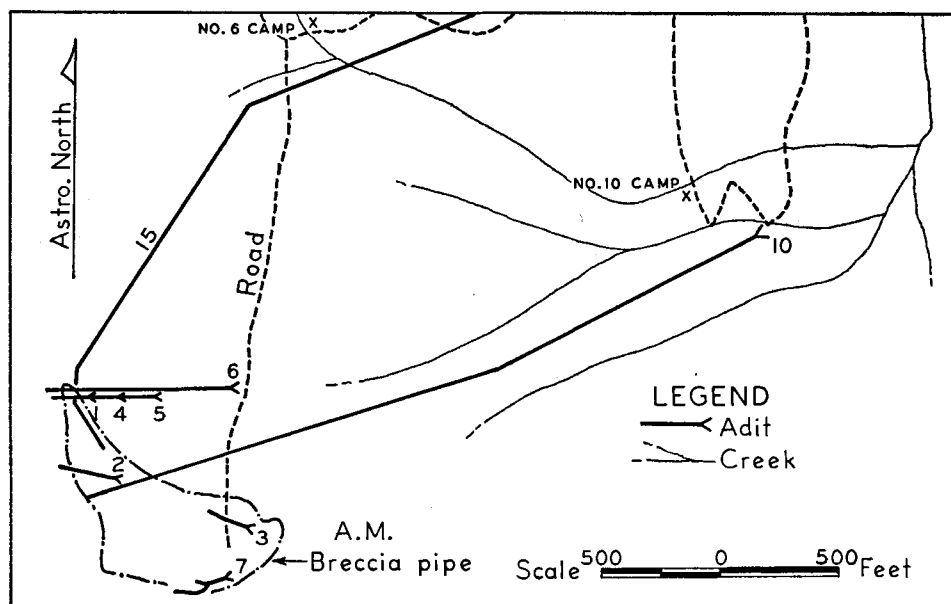 NO. 6 CAMP X
Astro. North
15
Road
NO. 10 CAMP
X
10
6
1 4 5
2
3
7
LEGEND
Adit
Creek
A.M.
Breccia pipe
Scale 500 0 500 Feet